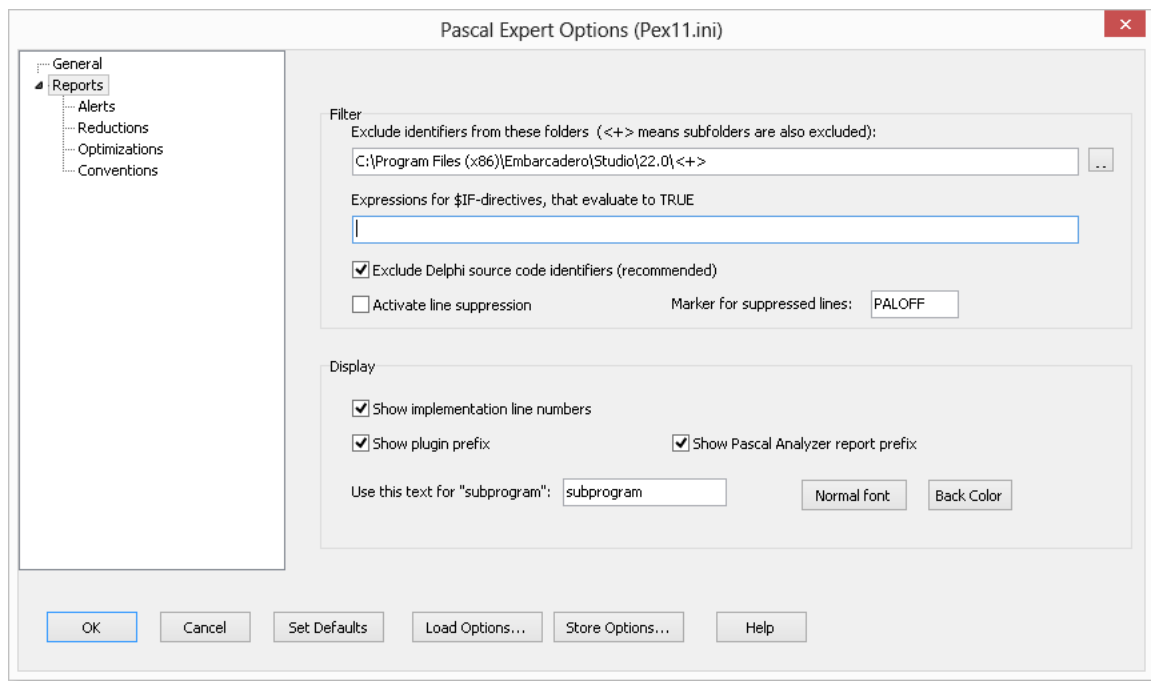 Pascal Expert Options (Pex11.ini)
General
Reports
Alerts
Reductions
Optimizations
Conventions
Filter
Exclude identifiers from these folders (<+> means subfolders are also excluded):
C:\Program Files (x86)\Embarcadero\Studio\22.0\<+>
..
Expressions for $IF-directives, that evaluate to TRUE
Exclude Delphi source code identifiers (recommended)
Activate line suppression Marker for suppressed lines: PALOFF
Display
Show implementation line numbers
Show plugin prefix Show Pascal Analyzer report prefix
Use this text for "subprogram": subprogram Normal font Back Color
OK Cancel Set Defaults Load Options... Store Options... Help